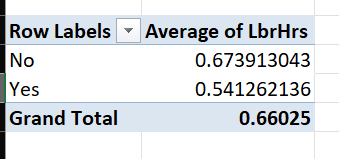 Row Labels Average of LbrHrs
No 0.673913043
Yes 0.541262136
Grand Total 0.66025